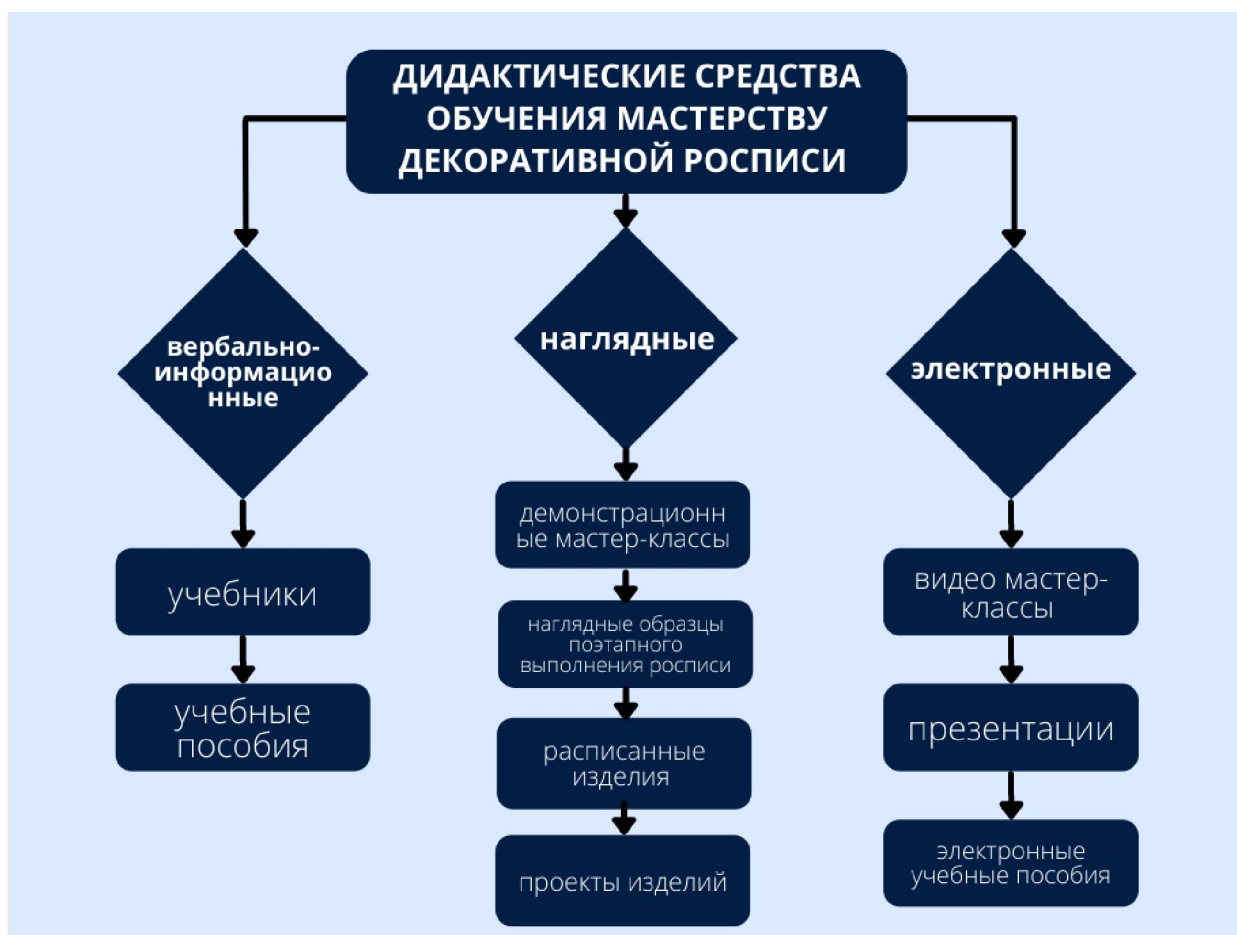 ДИДАКТИЧЕСКИЕ СРЕДСТВА
ОБУЧЕНИЯ МАСТЕРСТВУ
ДЕКОРАТИВНОЙ РОСПИСИ
вербально-
информацио
нные
учебники
учебные
пособия
наглядные
демонстрационн
ые мастер-классы
наглядные образцы
поэтапного
выполнения росписи
расписанные
изделия
проекты изделий
электронные
видео мастер-
классы
презентации
электронные
учебные пособия